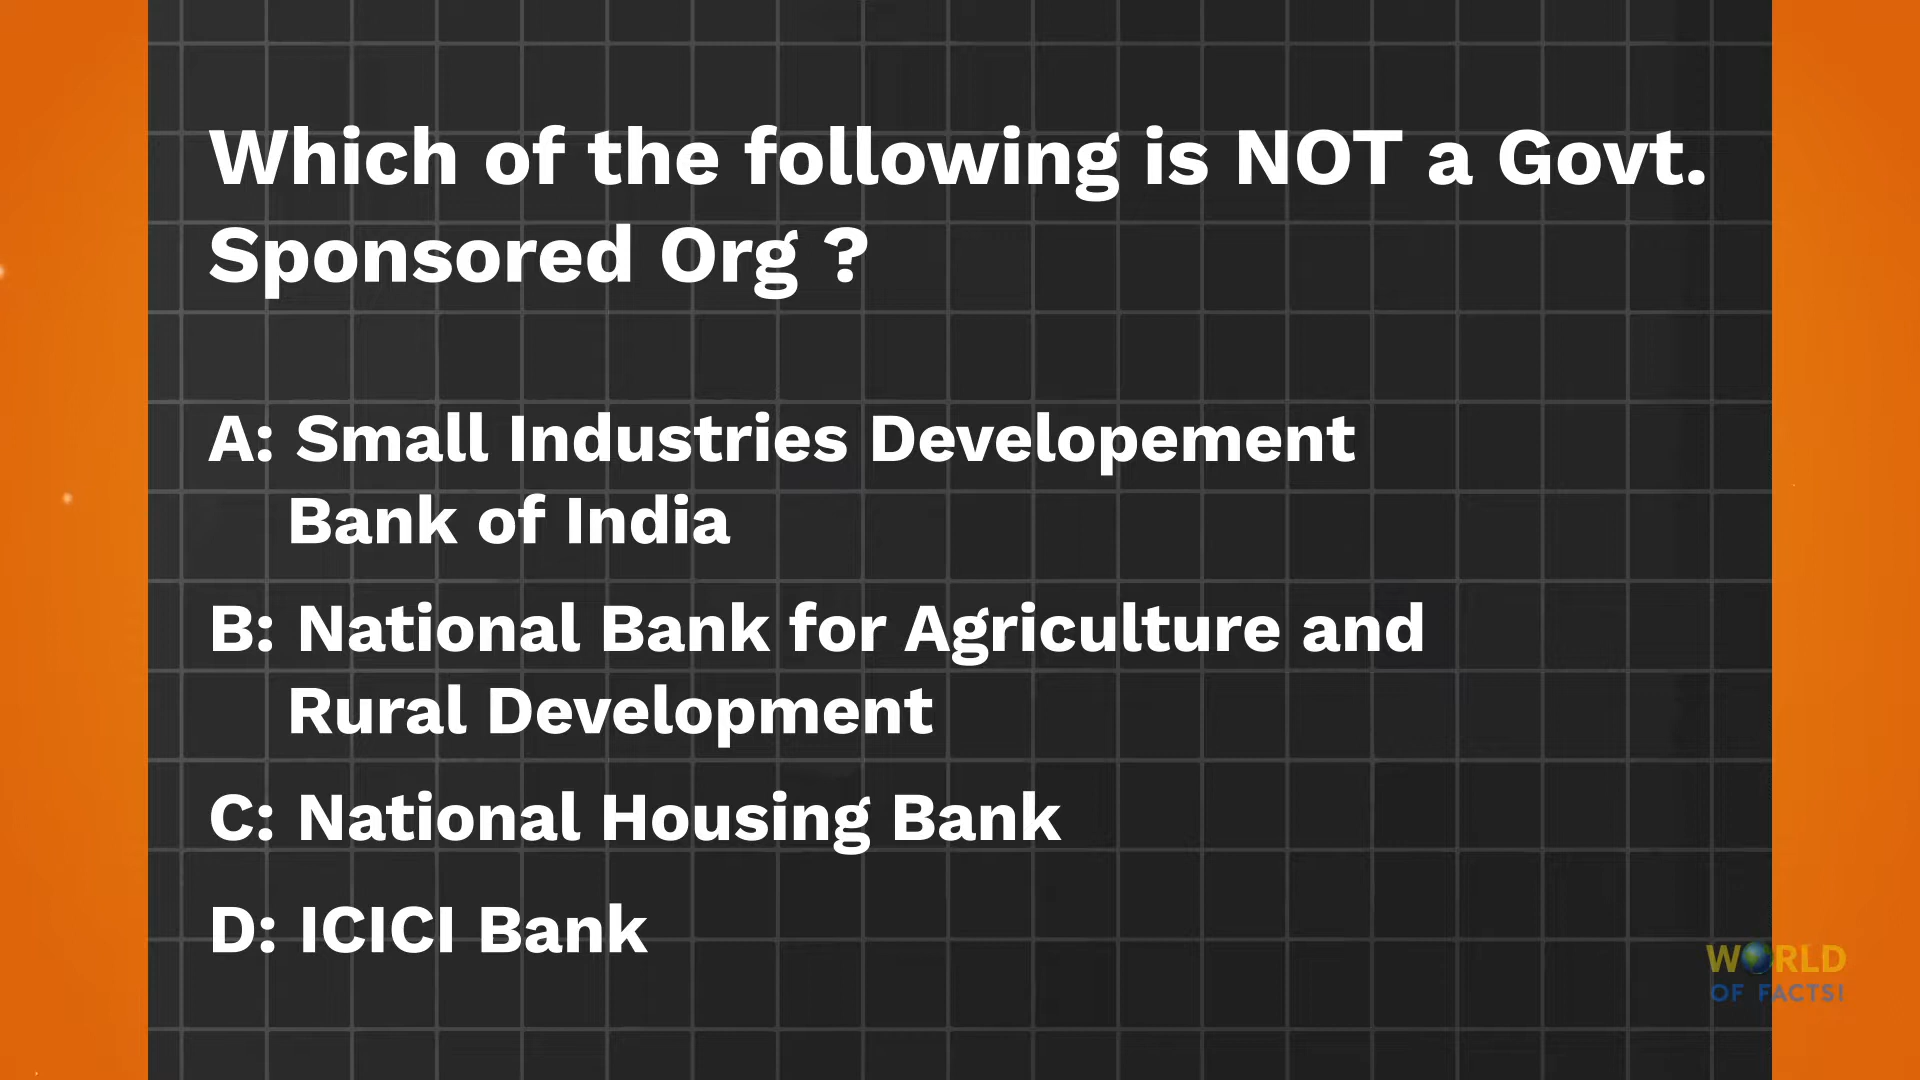 Which of the following is NOT a Govt.
Sponsored Org ?
A: Small Industries Developement
Bank of India
B: National Bank for Agriculture and
Rural Development
C: National Housing Bank
D: ICICI Bank
WORLD
OF FACTS!